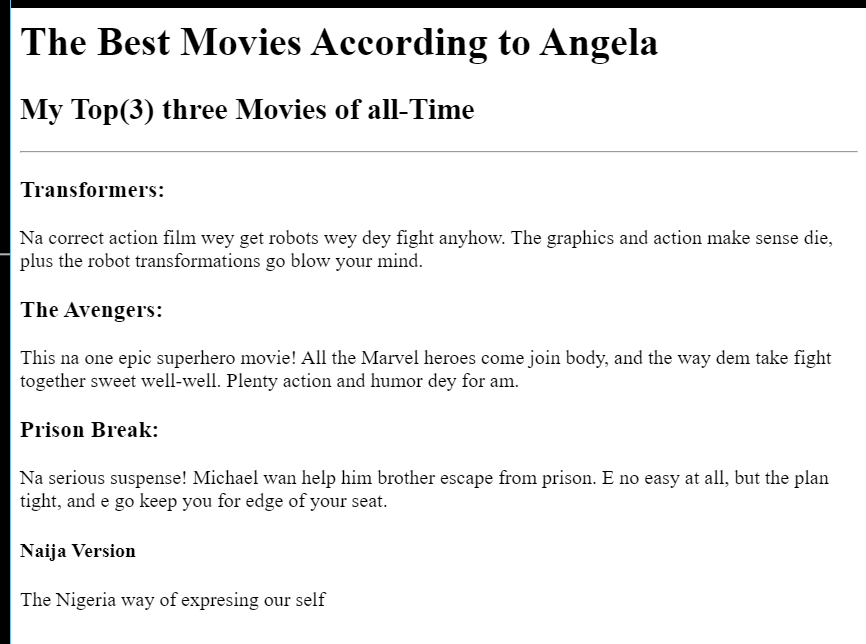 The Best Movies According to Angela
My Top(3) three Movies of all-Time
Transformers:
Na correct action film wey get robots wey dey fight anyhow. The graphics and action make sense die,
plus the robot transformations go blow your mind.
The Avengers:
This na one epic superhero movie! All the Marvel heroes come join body, and the way dem take fight
together sweet well-well. Plenty action and humor dey for am.
Prison Break:
Na serious suspense! Michael wan help him brother escape from prison. E no easy at all, but the plan
tight, and e go keep you for edge of your seat.
Naija Version
The Nigeria way of expresing our self